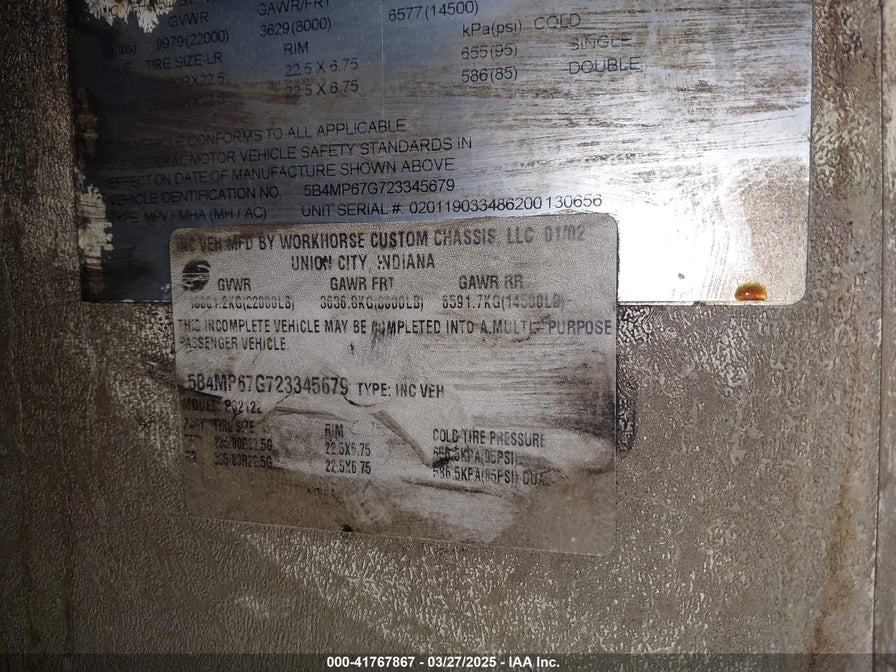 GVWR GAWR/FRT 6577(14500)
9979(22000) 3629(8000) kPa(psi) COLD
TIRE SIZE-LR RIM 655(95) SINGLE
22.5 X 6.75 586(85) DOUBLE
22.5 X 6.75
VEHICLE CONFORMS TO ALL APPLICABLE
FEDERAL MOTOR VEHICLE SAFETY STANDARDS IN
EFFECT ON DATE OF MANUFACTURE SHOWN ABOVE
VEHICLE IDENTIFICATION NO. 5B4MP67G723345679
TYPE MPV / MHA (MH / AC) UNIT SERIAL #: 020119033486200 130656
INC VEH MFD BY WORKHORSE CUSTOM CHASSIS, LLC 01/02
UNION CITY, INDIANA
GVWR GAWR FRT GAWR RR
THIS INCOMPLETE VEHICLE MAY BE COMPLETED INTO A MULTI- PURPOSE
PASSENGER VEHICLE.
5B4MP67G723345679 TYPE: INC VEH
MODEL:
TIRE SIZE RIM COLD TIRE PRESSURE
22.5X6.75
22.5X6.75
000-41767867 - 03/27/2025 - IAA Inc.